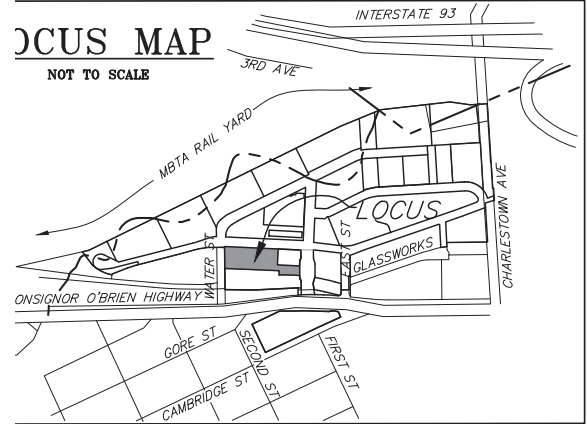 INTERSTATE 93
OCUS MAP
NOT TO SCALE
3RD AVE
MBTA RAIL YARD
LOCUS
CHARLESTOWN AVE
WATER ST
EAST ST
GLASSWORKS
ONSIGNOR O'BRIEN HIGHWAY
GORE ST
SECOND ST
FIRST ST
CAMBRIDGE ST